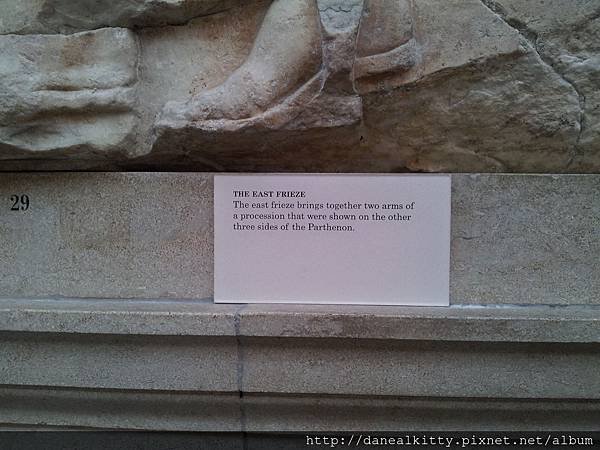 29
THE EAST FRIEZE
The east frieze brings together two arms of
a procession that were shown on the other
three sides of the Parthenon.
http://danealkitty.pixnet.net/album